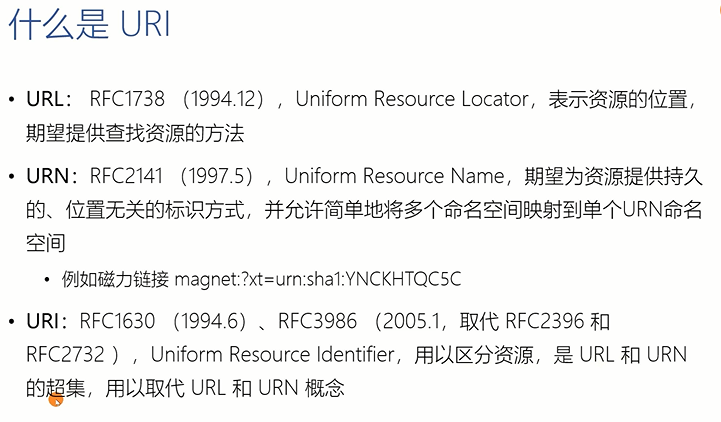 什么是 URI
• URL： RFC1738 （1994.12），Uniform Resource Locator，表示资源的位置，
期望提供查找资源的方法
• URN：RFC2141 （1997.5），Uniform Resource Name，期望为资源提供持久
的、位置无关的标识方式，并允许简单地将多个命名空间映射到单个URN命名
空间
• 例如磁力链接 magnet:?xt=urn:sha1:YNCKHTQC5C
• URI：RFC1630 （1994.6）、RFC3986 （2005.1，取代 RFC2396 和
RFC2732 ），Uniform Resource Identifier，用以区分资源，是 URL 和 URN
的超集，用以取代 URL 和 URN 概念